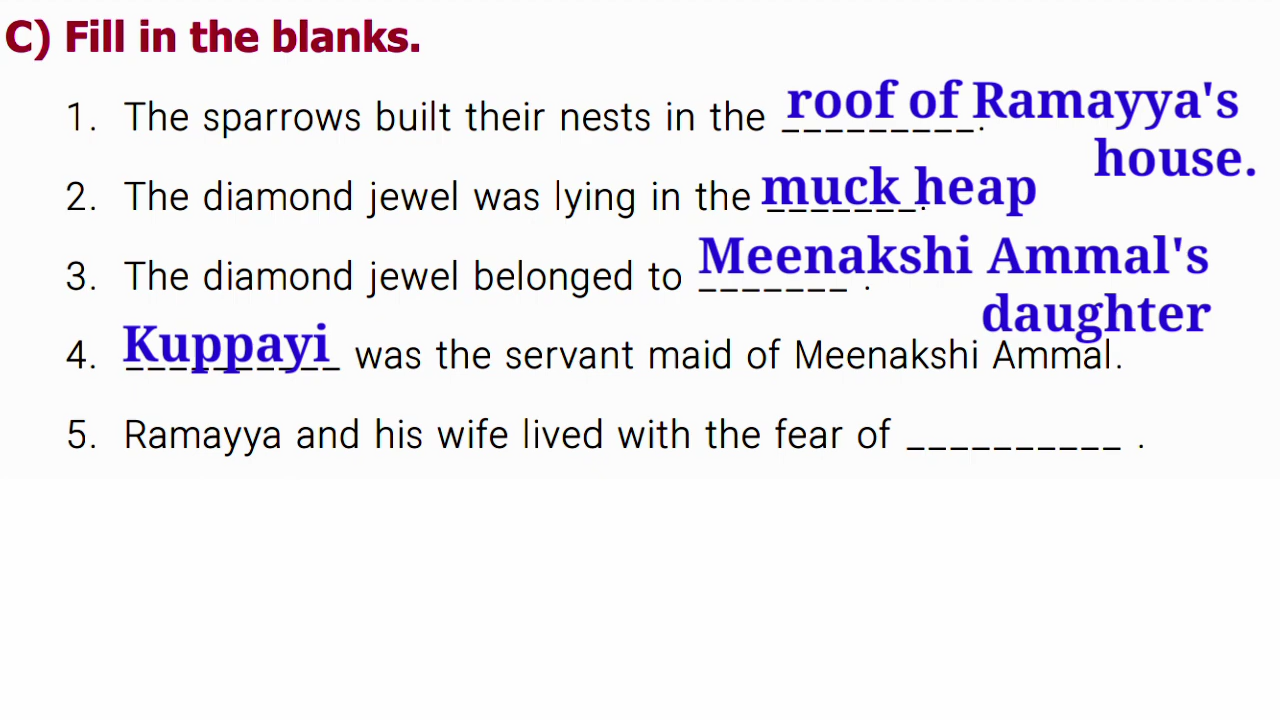 C) Fill in the blanks.
1. The sparrows built their nests in the _________. roof of Ramayya's
house.
2. The diamond jewel was lying in the _______. muck heap
3. The diamond jewel belonged to _______ . Meenakshi Ammal's
daughter
4. __________ Kuppayi was the servant maid of Meenakshi Ammal.
5. Ramayya and his wife lived with the fear of __________ .